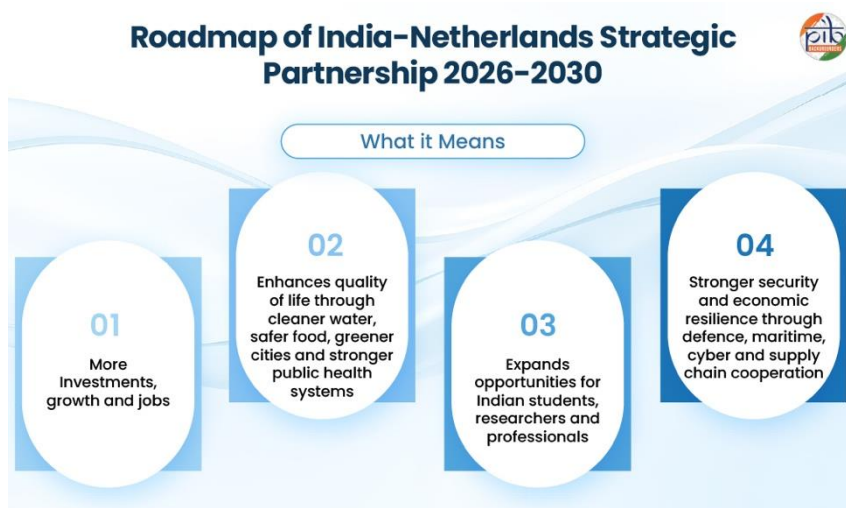 Roadmap of India-Netherlands Strategic
Partnership 2026-2030
pib
BACKGROUNDERS
What it Means
01
More
Investments,
growth and jobs
02
Enhances quality
of life through
cleaner water,
safer food, greener
cities and stronger
public health
systems
03
Expands
opportunities for
Indian students,
researchers and
professionals
04
Stronger security
and economic
resilience through
defence, maritime,
cyber and supply
chain cooperation